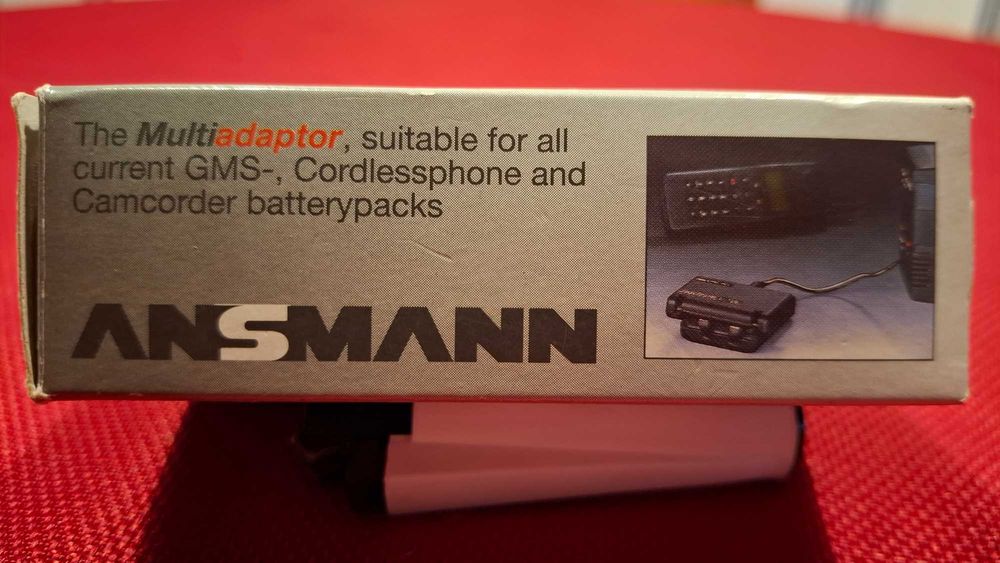 The Multiadaptor, suitable for all
current GMS-, Cordlessphone and
Camcorder batterypacks
ANSMANN